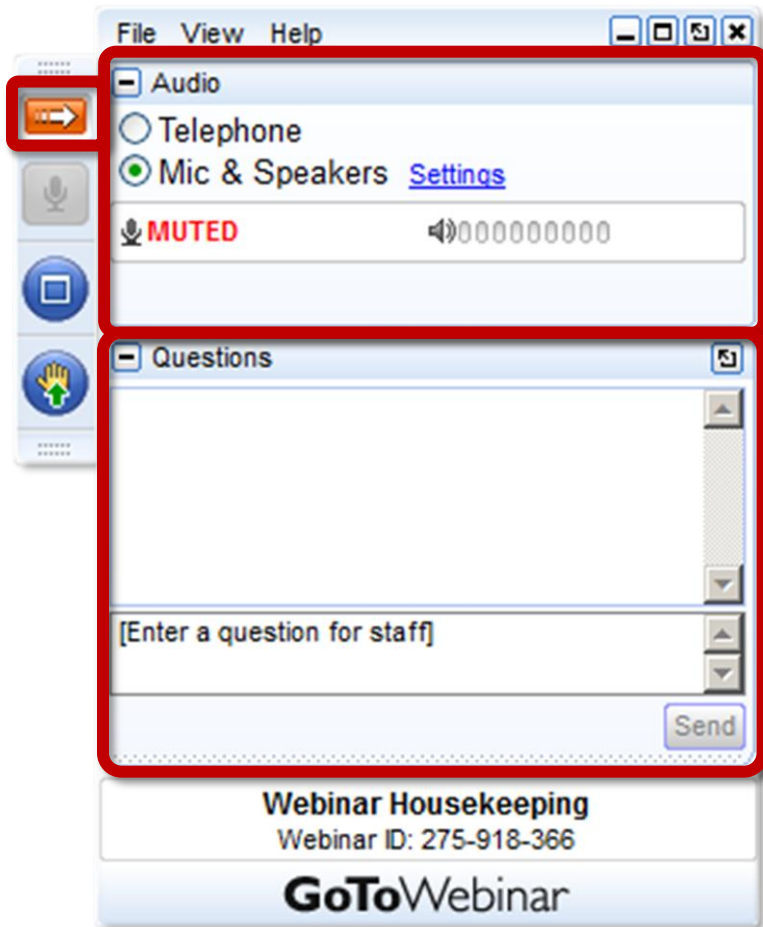 File View Help
Audio
Telephone
Mic & Speakers Settings
MUTED
Questions
[Enter a question for staff]
Send
Webinar Housekeeping
Webinar ID: 275-918-366
GoToWebinar